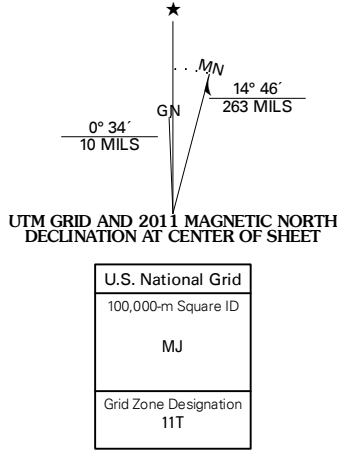 ★
MN
GN
14° 46´
263 MILS
0° 34´
10 MILS
UTM GRID AND 2011 MAGNETIC NORTH
DECLINATION AT CENTER OF SHEET
U.S. National Grid
100,000-m Square ID
MJ
Grid Zone Designation
11T